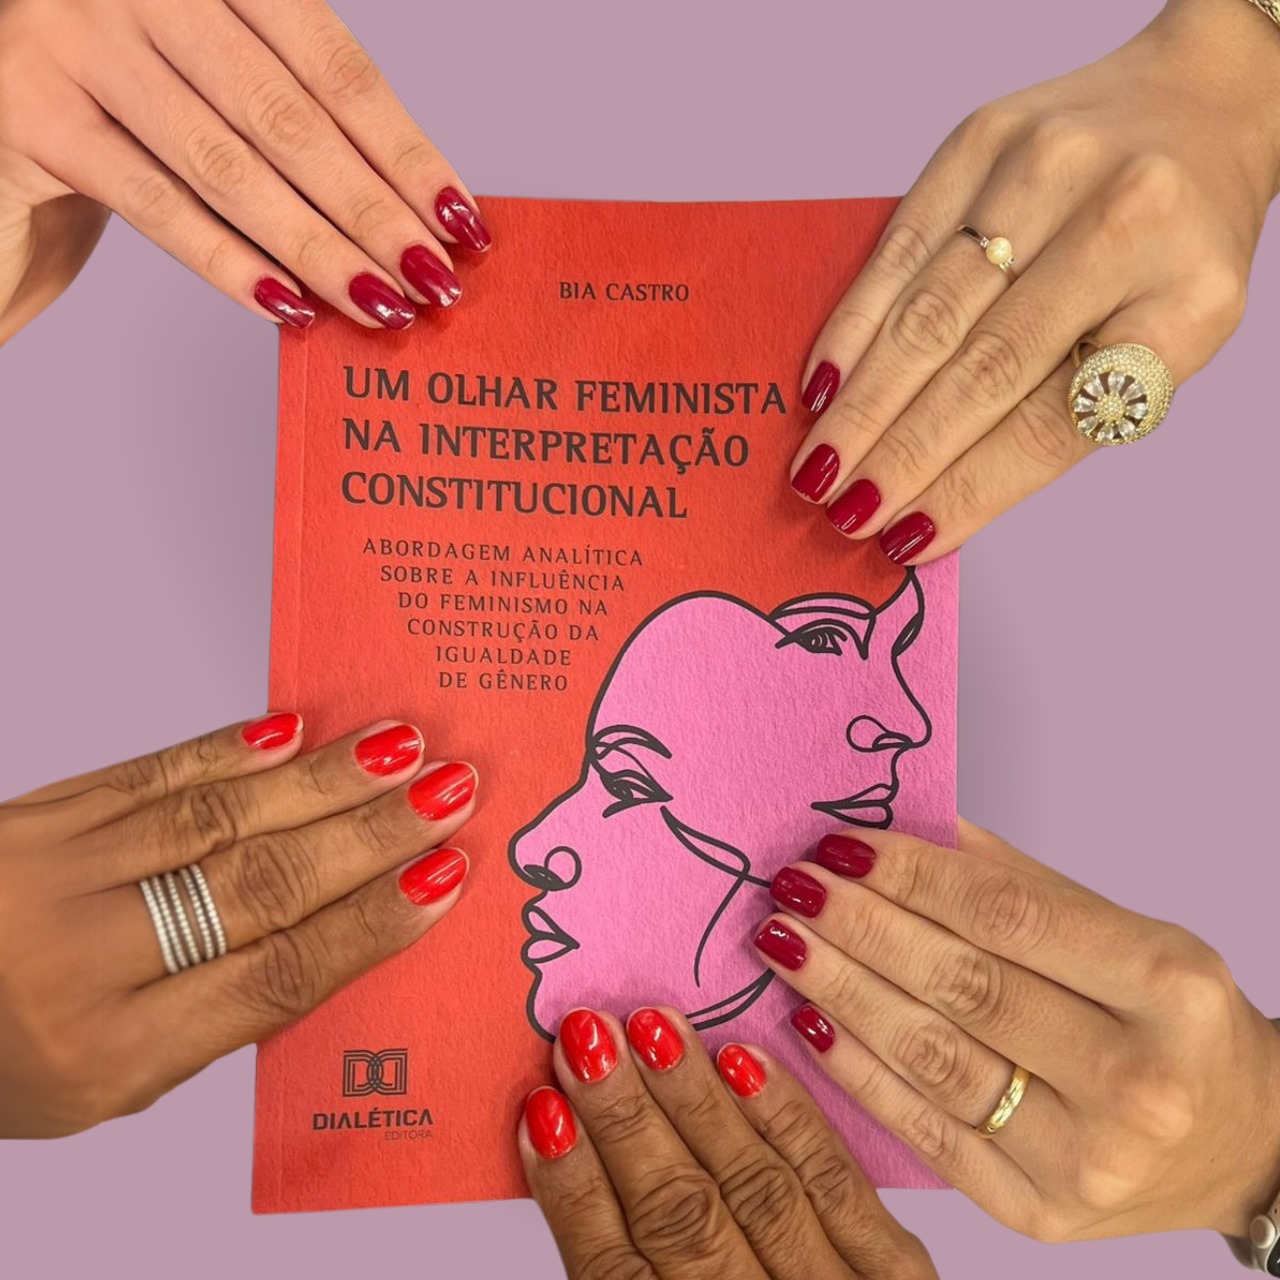 BIA CASTRO
UM OLHAR FEMINISTA
NA INTERPRETAÇÃO
CONSTITUCIONAL
ABORDAGEM ANALÍTICA
SOBRE A INFLUÊNCIA
DO FEMINISMO NA
CONSTRUÇÃO DA
IGUALDADE
DE GÊNERO
DIALÉTICA
EDITORA